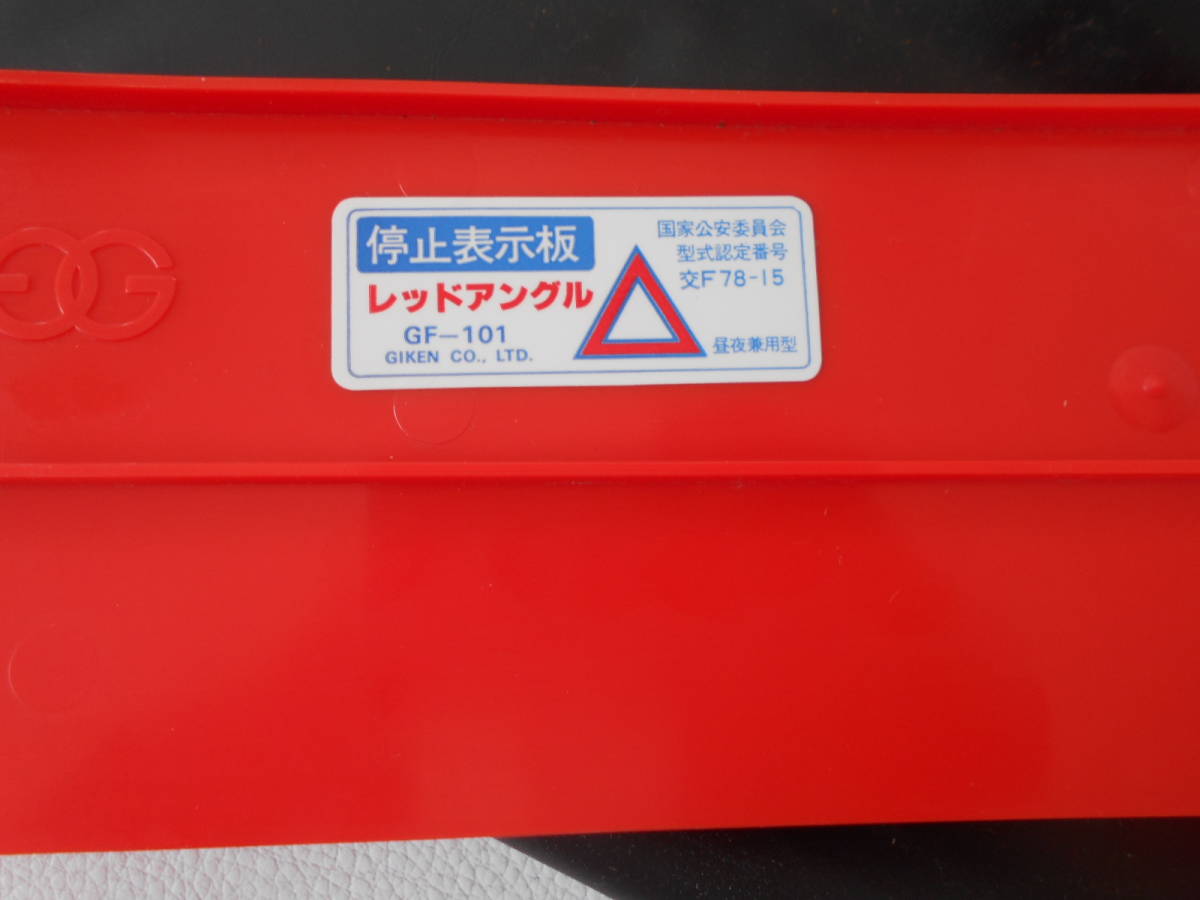 停止表示板
レッドアングル
GF-101
GIKEN CO., LTD.
国家公安委員会
型式認定番号
交F78-15
昼夜兼用型